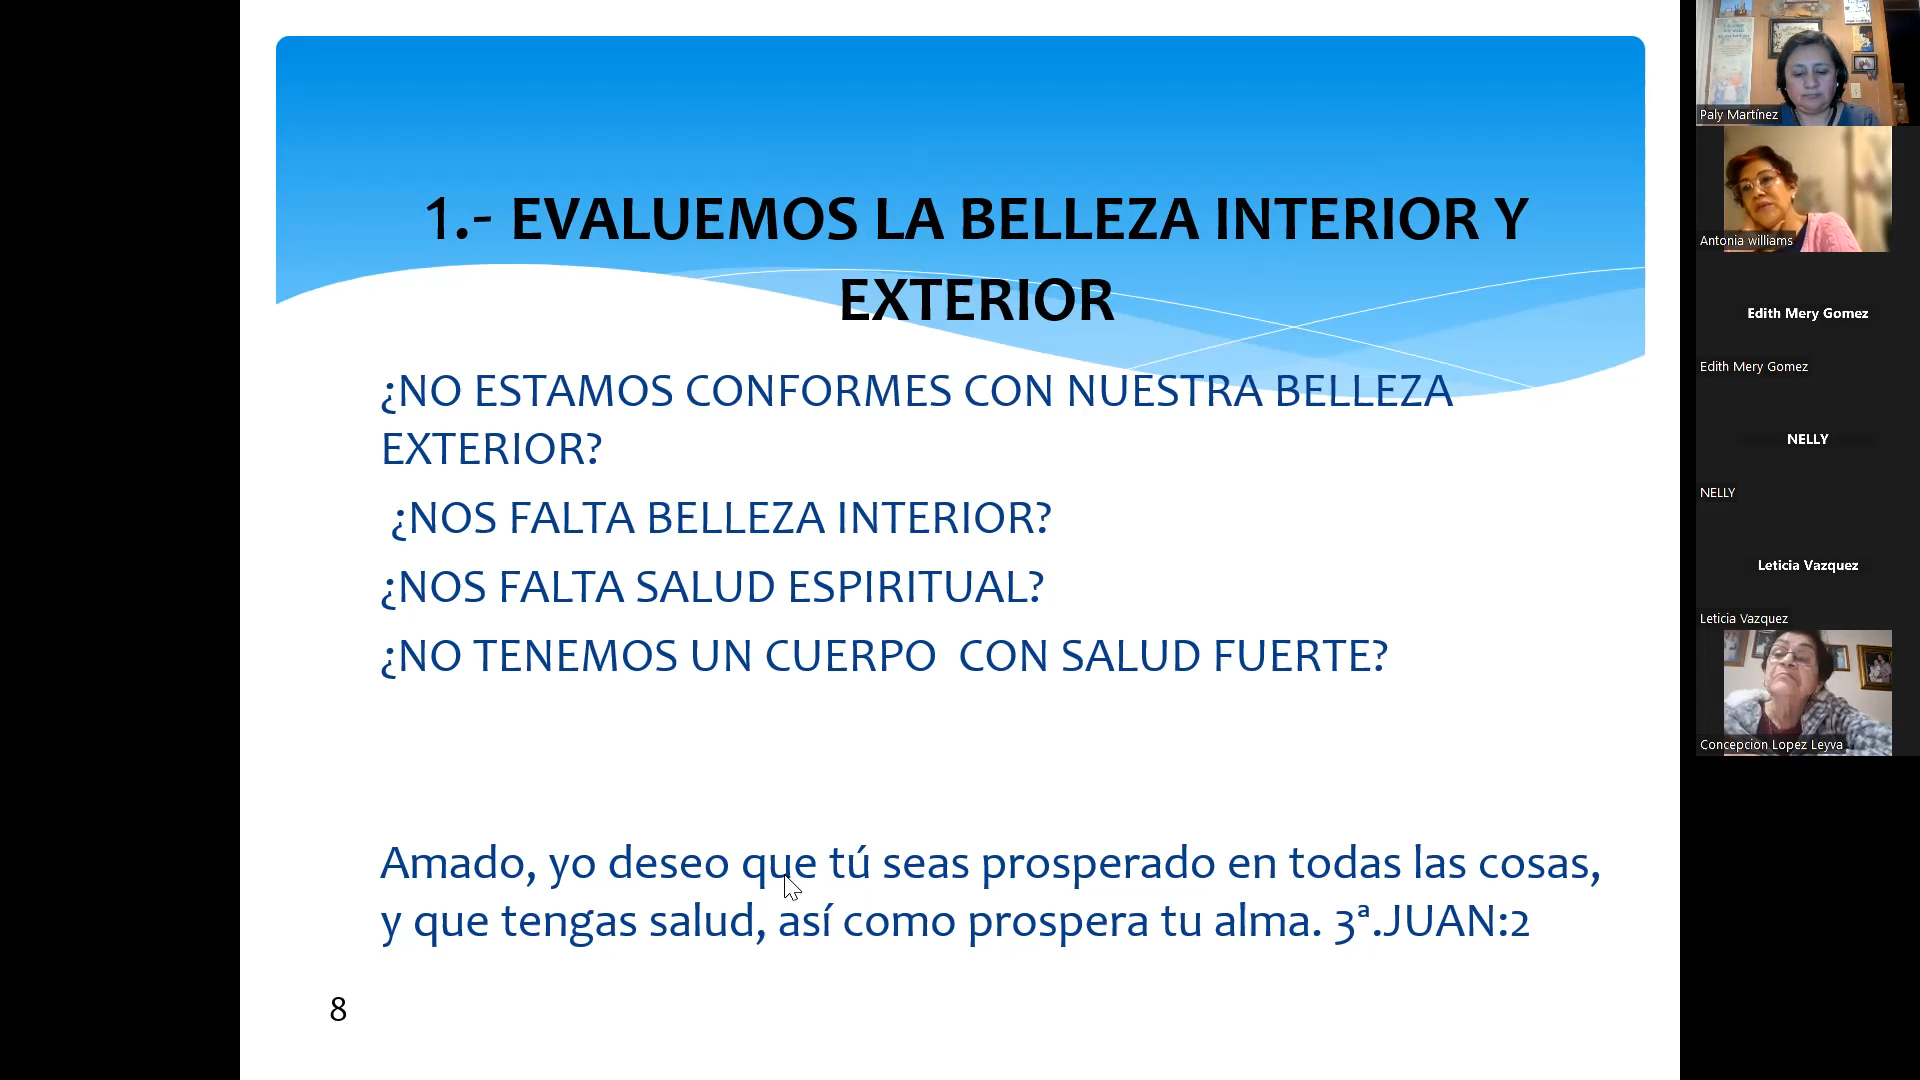 1.- EVALUEMOS LA BELLEZA INTERIOR Y
EXTERIOR
¿NO ESTAMOS CONFORMES CON NUESTRA BELLEZA
EXTERIOR?
¿NOS FALTA BELLEZA INTERIOR?
¿NOS FALTA SALUD ESPIRITUAL?
¿NO TENEMOS UN CUERPO  CON SALUD FUERTE?
Amado, yo deseo que tú seas prosperado en todas las cosas,
y que tengas salud, así como prospera tu alma. 3ª.JUAN:2
8
Paly Martínez
Antonia williams
Edith Mery Gomez
Edith Mery Gomez
NELLY
NELLY
Leticia Vazquez
Leticia Vazquez
Concepcion Lopez Leyva